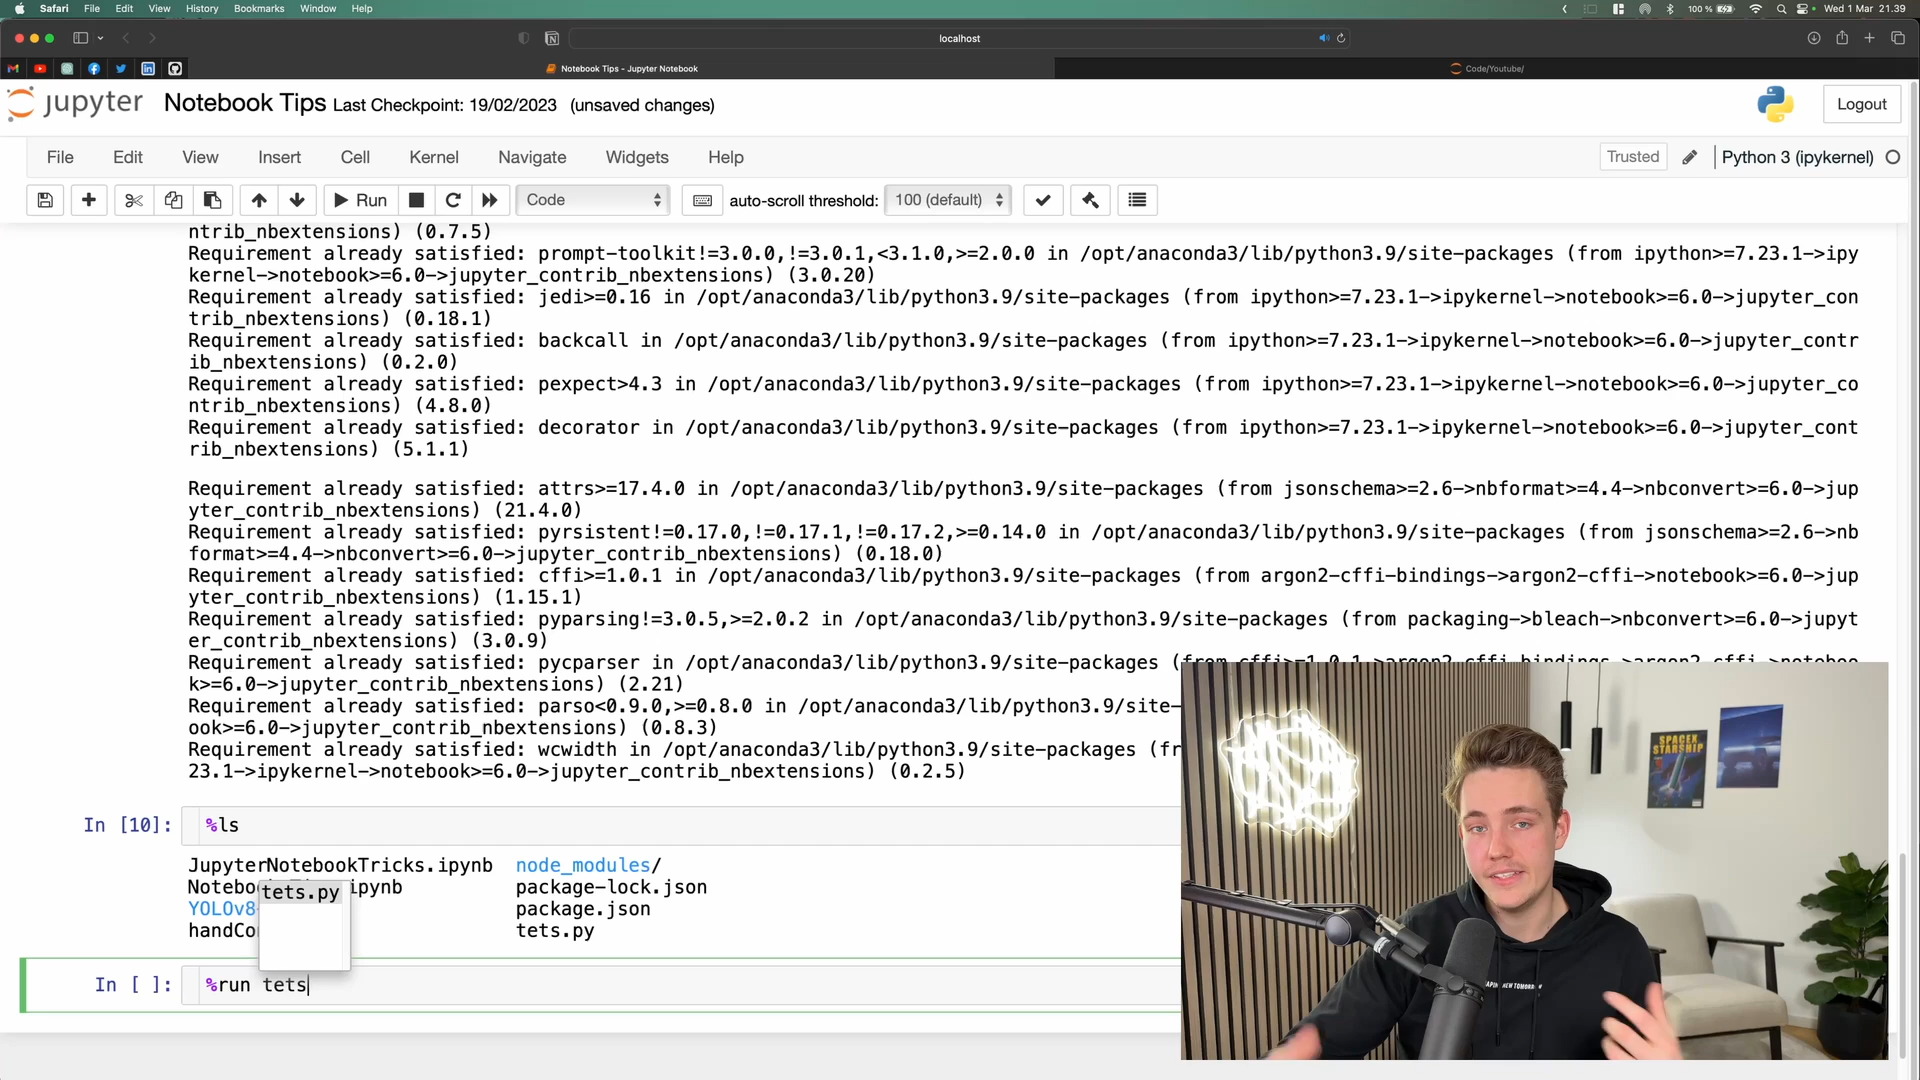 Safari File Edit View History Bookmarks Window Help 100 % Wed 1 Mar 21.39
localhost
Notebook Tips - Jupyter Notebook Code/Youtube/
jupyter Notebook Tips Last Checkpoint: 19/02/2023 (unsaved changes) Logout
File Edit View Insert Cell Kernel Navigate Widgets Help Trusted Python 3 (ipykernel)
Run Code auto-scroll threshold: 100 (default)
ntrib_nbextensions) (0.7.5)
Requirement already satisfied: prompt-toolkit!=3.0.0,!=3.0.1,<3.1.0,>=2.0.0 in /opt/anaconda3/lib/python3.9/site-packages (from ipython>=7.23.1->ipy
kernel->notebook>=6.0->jupyter_contrib_nbextensions) (3.0.20)
Requirement already satisfied: jedi>=0.16 in /opt/anaconda3/lib/python3.9/site-packages (from ipython>=7.23.1->ipykernel->notebook>=6.0->jupyter_con
trib_nbextensions) (0.18.1)
Requirement already satisfied: backcall in /opt/anaconda3/lib/python3.9/site-packages (from ipython>=7.23.1->ipykernel->notebook>=6.0->jupyter_contr
ib_nbextensions) (0.2.0)
Requirement already satisfied: pexpect>4.3 in /opt/anaconda3/lib/python3.9/site-packages (from ipython>=7.23.1->ipykernel->notebook>=6.0->jupyter_co
ntrib_nbextensions) (4.8.0)
Requirement already satisfied: decorator in /opt/anaconda3/lib/python3.9/site-packages (from ipython>=7.23.1->ipykernel->notebook>=6.0->jupyter_cont
rib_nbextensions) (5.1.1)
Requirement already satisfied: attrs>=17.4.0 in /opt/anaconda3/lib/python3.9/site-packages (from jsonschema>=2.6->nbformat>=4.4->nbconvert>=6.0->jup
yter_contrib_nbextensions) (21.4.0)
Requirement already satisfied: pyrsistent!=0.17.0,!=0.17.1,!=0.17.2,>=0.14.0 in /opt/anaconda3/lib/python3.9/site-packages (from jsonschema>=2.6->nb
format>=4.4->nbconvert>=6.0->jupyter_contrib_nbextensions) (0.18.0)
Requirement already satisfied: cffi>=1.0.1 in /opt/anaconda3/lib/python3.9/site-packages (from argon2-cffi-bindings->argon2-cffi->notebook>=6.0->jup
yter_contrib_nbextensions) (1.15.1)
Requirement already satisfied: pyparsing!=3.0.5,>=2.0.2 in /opt/anaconda3/lib/python3.9/site-packages (from packaging->bleach->nbconvert>=6.0->jupyt
er_contrib_nbextensions) (3.0.9)
Requirement already satisfied: pycparser in /opt/anaconda3/lib/python3.9/site-packages (from cffi>=1.0.1->argon2-cffi-bindings->argon2-cffi->noteboo
k>=6.0->jupyter_contrib_nbextensions) (2.21)
Requirement already satisfied: parso<0.9.0,>=0.8.0 in /opt/anaconda3/lib/python3.9/site-
ook>=6.0->jupyter_contrib_nbextensions) (0.8.3)
Requirement already satisfied: wcwidth in /opt/anaconda3/lib/python3.9/site-packages (fr
23.1->ipykernel->notebook>=6.0->jupyter_contrib_nbextensions) (0.2.5)
In [10]: %ls
JupyterNotebookTricks.ipynb node_modules/
Notebo ipynb package-lock.json
tets.py
YOLOv8 package.json
handCo tets.py
In [ ]: %run tets
SPACEX
STARSHIP